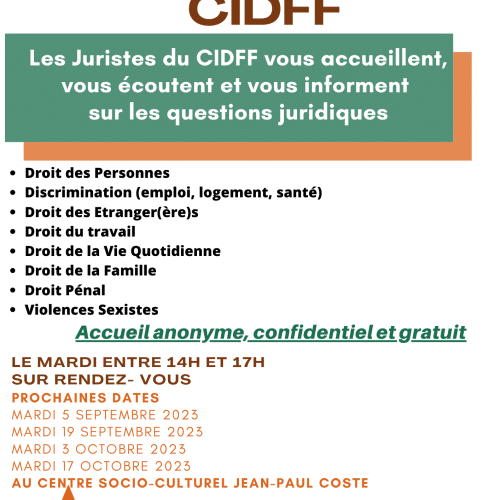 CIDFF
Les Juristes du CIDFF vous accueillent,
vous écoutent et vous informent
sur les questions juridiques
• Droit des Personnes
• Discrimination (emploi, logement, santé)
• Droit des Etranger(ère)s
• Droit du travail
• Droit de la Vie Quotidienne
• Droit de la Famille
• Droit Pénal
• Violences Sexistes
Accueil anonyme, confidentiel et gratuit
LE MARDI ENTRE 14H ET 17H
SUR RENDEZ- VOUS
PROCHAINES DATES
MARDI 5 SEPTEMBRE 2023
MARDI 19 SEPTEMBRE 2023
MARDI 3 OCTOBRE 2023
MARDI 17 OCTOBRE 2023
AU CENTRE SOCIO-CULTUREL JEAN-PAUL COSTE